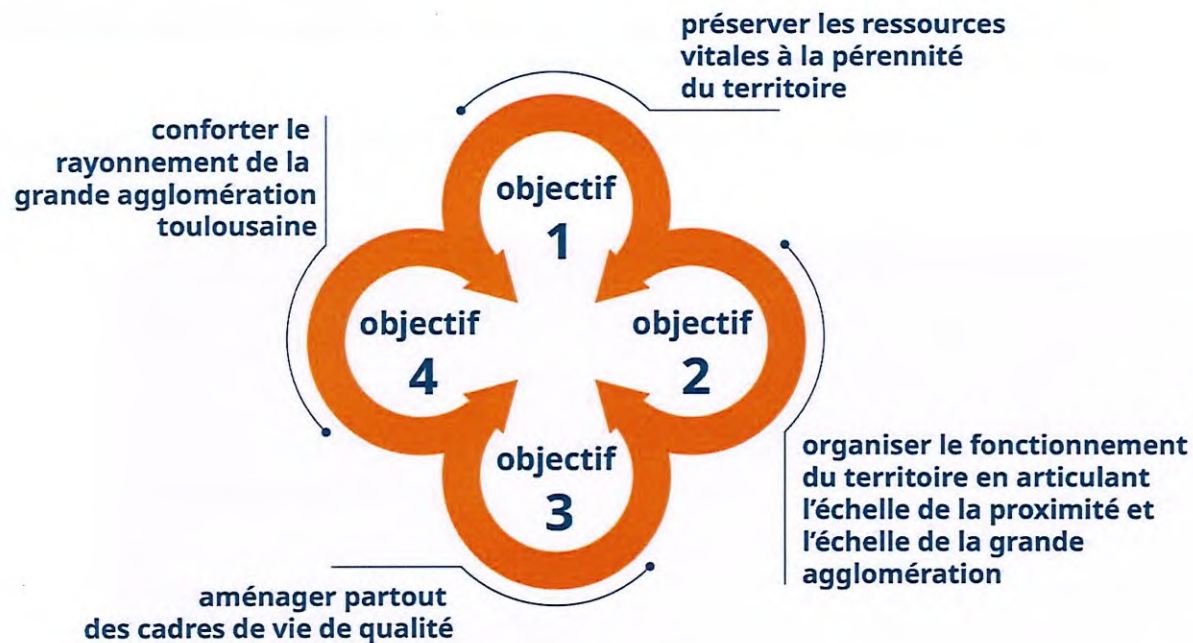 préserver les ressources
vitales à la pérennité
du territoire
conforter le
rayonnement de la
grande agglomération
toulousaine
objectif
1
objectif
4
objectif
2
objectif
3
organiser le fonctionnement
du territoire en articulant
l'échelle de la proximité et
l'échelle de la grande
agglomération
aménager partout
des cadres de vie de qualité